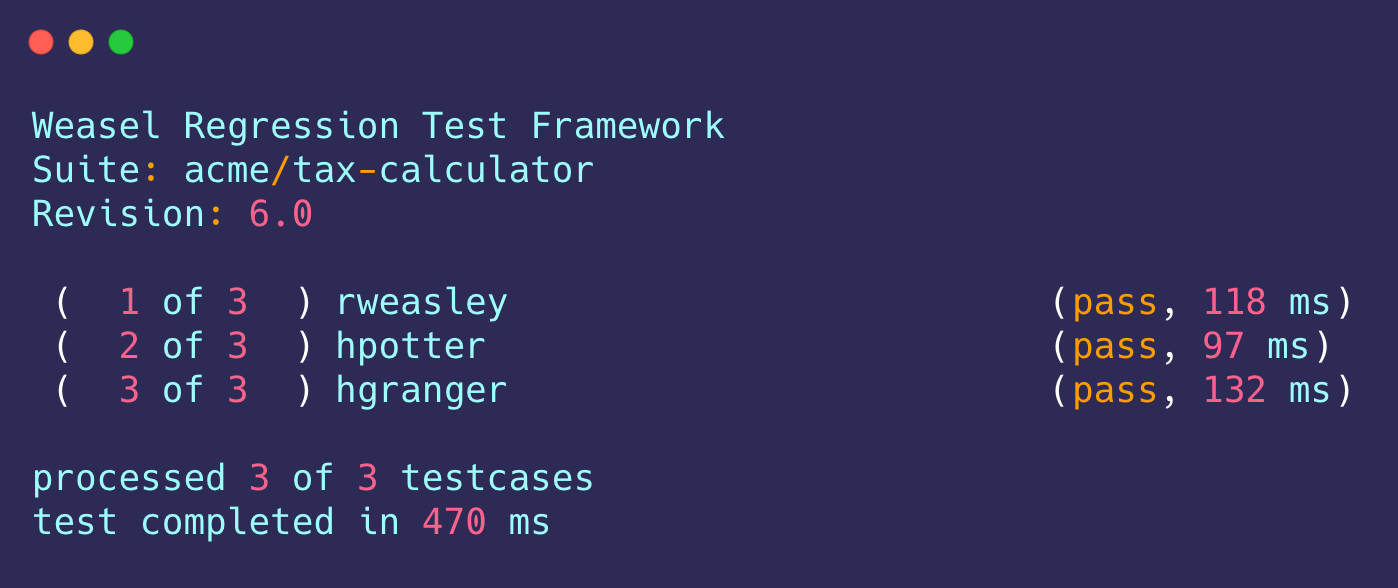 Weasel Regression Test Framework
Suite: acme/tax-calculator
Revision: 6.0
(  1 of 3  ) rweasley (pass, 118 ms)
(  2 of 3  ) hpotter (pass, 97 ms)
(  3 of 3  ) hgranger (pass, 132 ms)
processed 3 of 3 testcases
test completed in 470 ms